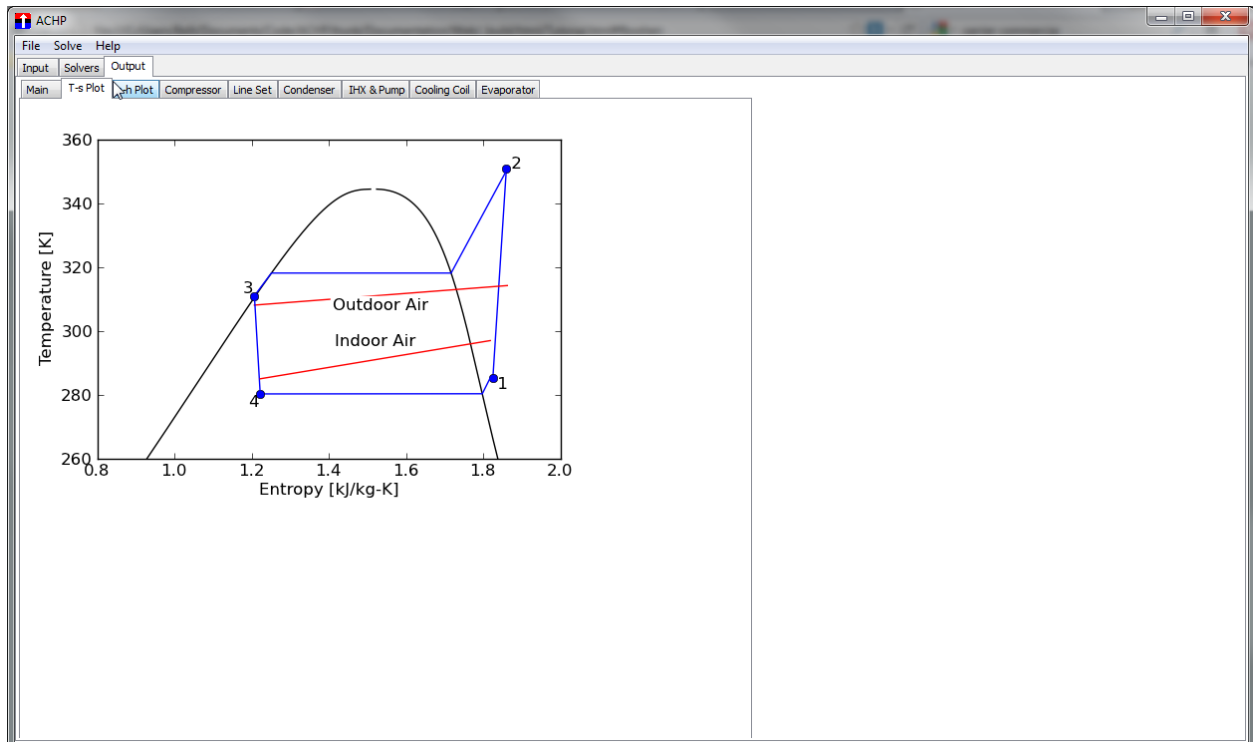 ACHP
File Solve Help
Input Solvers Output
Main T-s Plot h Plot Compressor Line Set Condenser IHX & Pump Cooling Coil Evaporator
360
340
320
300
280
260
0.8 1.0 1.2 1.4 1.6 1.8 2.0
Temperature [K]
Entropy [kJ/kg-K]
2
3
Outdoor Air
Indoor Air
1
4